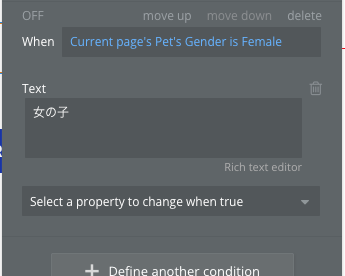 OFF move up move down delete
When Current page's Pet's Gender is Female
Text
女の子
Rich text editor
Select a property to change when true
+ Define another condition